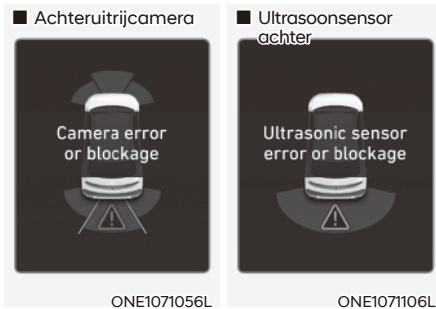 ■ Achteruitrijcamera
Camera error
or blockage
ONE1071056L
■ Ultrasoonsensor
achter
Ultrasonic sensor
error or blockage
ONE1071106L